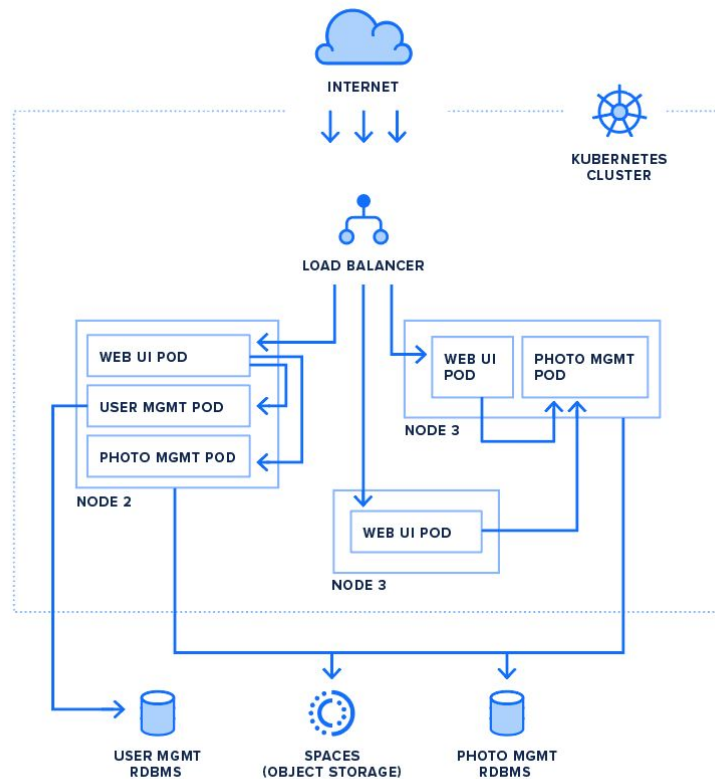 INTERNET
KUBERNETES
CLUSTER
LOAD BALANCER
WEB UI POD
USER MGMT POD
PHOTO MGMT POD
NODE 2
WEB UI
POD
PHOTO MGMT
POD
NODE 3
WEB UI POD
NODE 3
USER MGMT
RDBMS
SPACES
(OBJECT STORAGE)
PHOTO MGMT
RDBMS